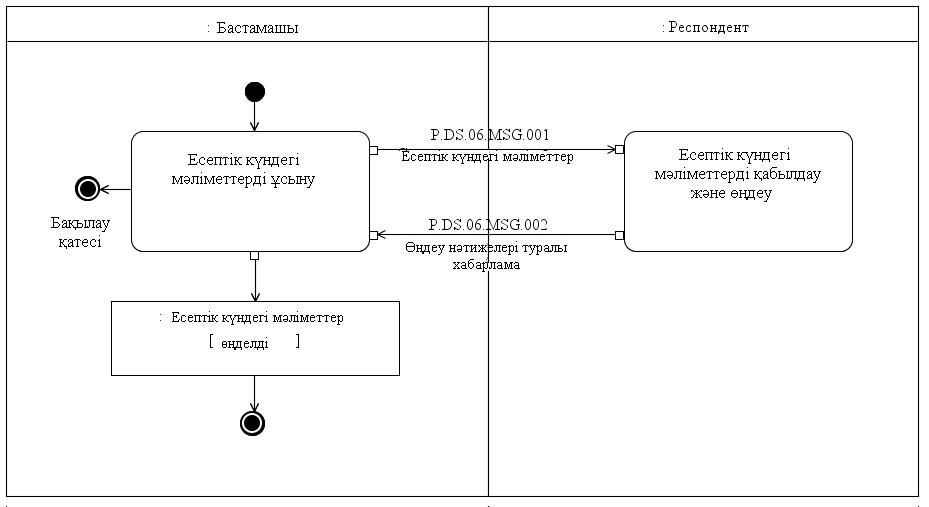 : Бастамашы
: Респондент
P.DS.06.MSG.001
Есептік күндегі мәліметтер
Есептік күндегі
мәліметтерді ұсыну
Есептік күндегі
мәліметтерді қабылдау
және өңдеу
Бақылау
қатесі
P.DS.06.MSG.002
Өңдеу нәтижелері туралы
хабарлама
: Есептік күндегі мәліметтер
[ өңделді ]